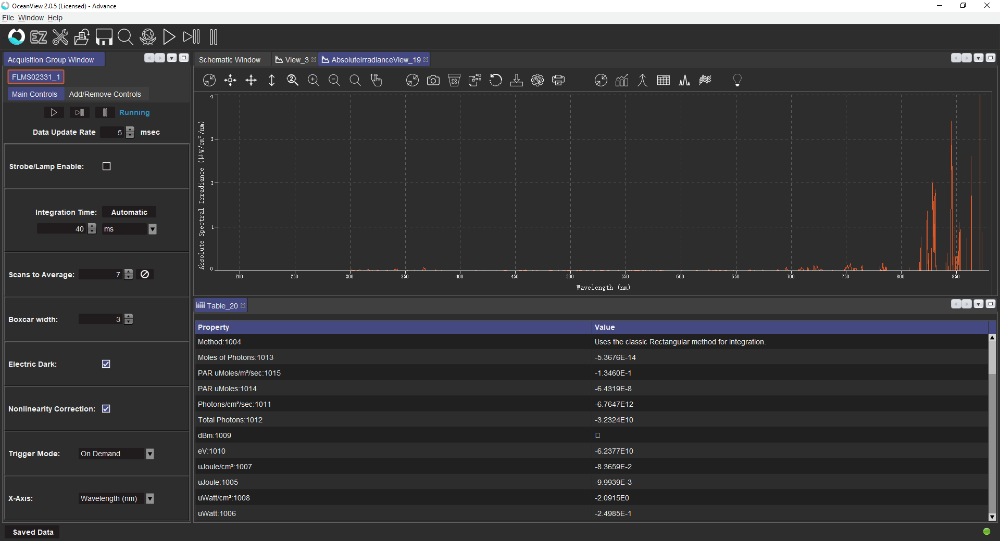 OceanView 2.0.5 (Licensed) - Advance
File Window Help
EZ
Acquisition Group Window
FLMS02331_1
Main Controls Add/Remove Controls
Running
Data Update Rate 5 msec
Strobe/Lamp Enable:
Integration Time: Automatic
40 ms
Scans to Average: 7
Boxcar width: 3
Electric Dark:
Nonlinearity Correction:
Trigger Mode: On Demand
X-Axis: Wavelength (nm)
Saved Data
Schematic Window View_3 AbsoluteIrradianceView_19
Absolute Spectral Irradiance (µW/cm²/nm)
4
3
2
1
0
200 250 300 350 400 450 500 550 600 650 700 750 800 850
Wavelength (nm)
Table_20
Property Value
Method:1004 Uses the classic Rectangular method for integration.
Moles of Photons:1013 -5.3676E-14
PAR uMoles/m²/sec:1015 -1.3460E-1
PAR uMoles:1014 -6.4319E-8
Photons/cm²/sec:1011 -6.7647E12
Total Photons:1012 -3.2324E10
dBm:1009 □
eV:1010 -6.2377E10
uJoule/cm²:1007 -8.3659E-2
uJoule:1005 -9.9939E-3
uWatt/cm²:1008 -2.0915E0
uWatt:1006 -2.4985E-1